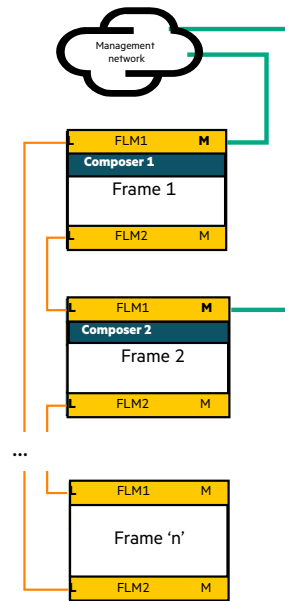 Management
network
L FLM1 M
Composer 1
Frame 1
L FLM2 M
L FLM1 M
Composer 2
Frame 2
L FLM2 M
...
L FLM1 M
Frame ‘n’
L FLM2 M